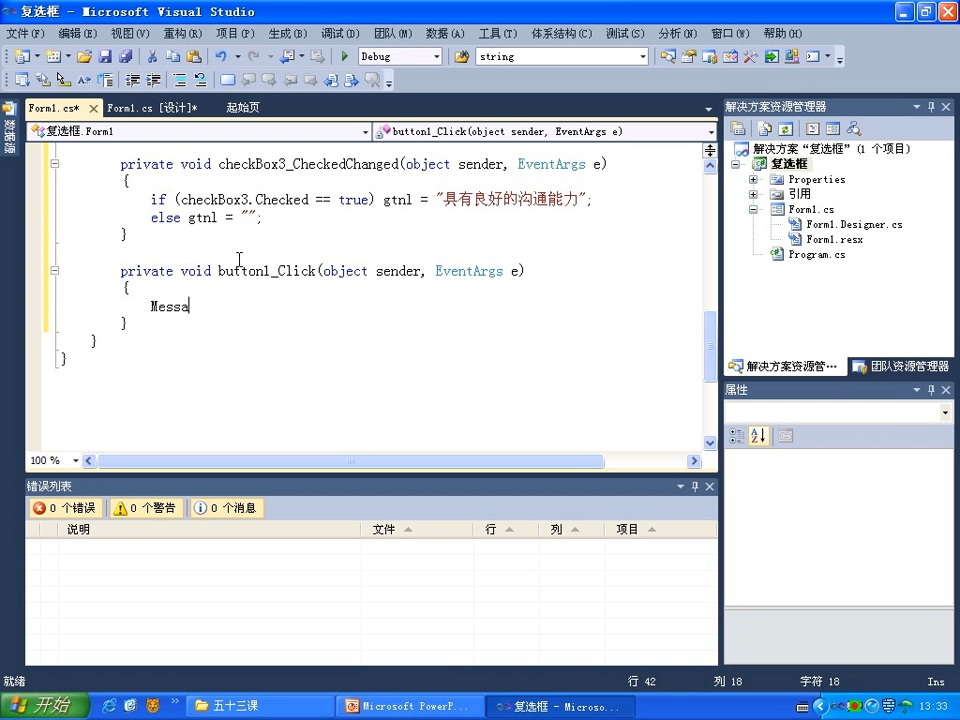 复选框 - Microsoft Visual Studio
文件(F) 编辑(E) 视图(V) 重构(R) 项目(P) 生成(B) 调试(D) 团队(M) 数据(A) 工具(T) 体系结构(C) 测试(S) 分析(N) 窗口(W) 帮助(H)
Debug string
Form1.cs* Form1.cs [设计]* 起始页
数据源
复选框.Form1 button1_Click(object sender, EventArgs e)
private void checkBox3_CheckedChanged(object sender, EventArgs e)
{
if (checkBox3.Checked == true) gtnl = "具有良好的沟通能力";
else gtnl = "";
}
private void button1_Click(object sender, EventArgs e)
{
Messa
}
}
}
100 %
错误列表
0 个错误 0 个警告 0 个消息
说明 文件 行 列 项目
解决方案资源管理器
解决方案“复选框”(1 个项目)
复选框
Properties
引用
Form1.cs
Form1.Designer.cs
Form1.resx
Program.cs
解决方案资源管… 团队资源管理器
属性
就绪 行 42 列 18 字符 18 Ins
开始 五十三课 Microsoft PowerP... 复选框 - Microso... 13:33